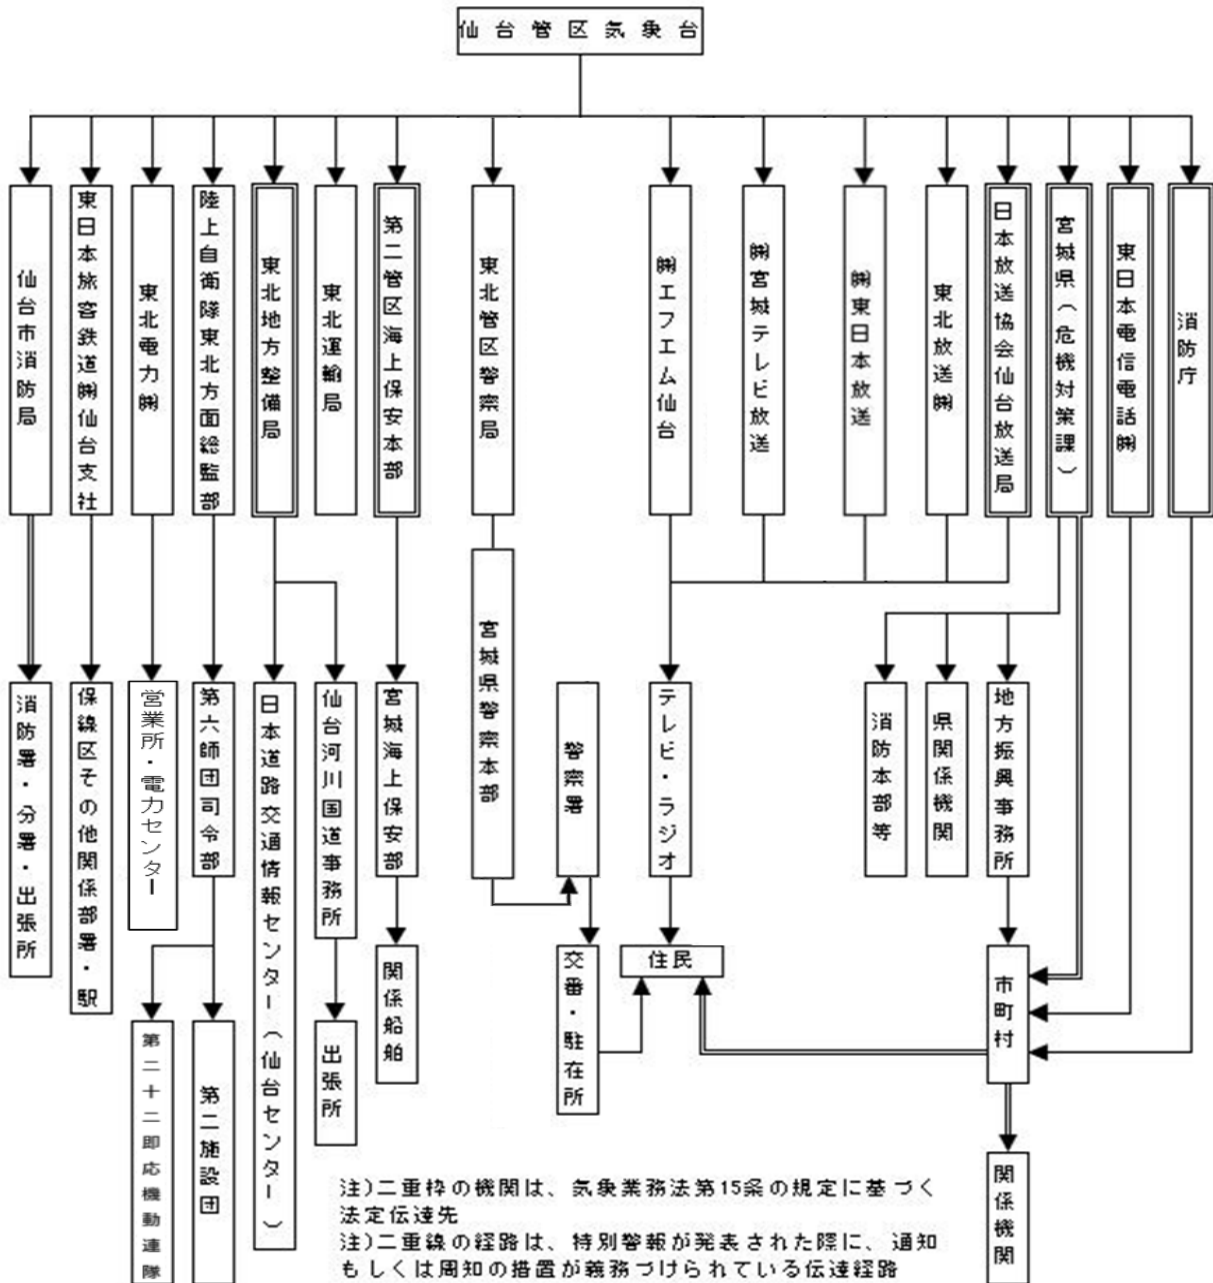 仙台管区気象台
仙台市消防局
東日本旅客鉄道㈱仙台支社
東北電力㈱
陸上自衛隊東北方面総監部
東北地方整備局
東北運輸局
第二管区海上保安本部
東北管区警察局
㈱エフエム仙台
㈱宮城テレビ放送
㈱東日本放送
東北放送㈱
日本放送協会仙台放送局
宮城県(危機対策課)
東日本電信電話㈱
消防庁
消防署・分署・出張所
保線区その他関係部署・駅
営業所・電力センター
第六師団司令部
日本道路交通情報センター(仙台センター)
仙台河川国道事務所
宮城海上保安部
宮城県警察本部
警察署
テレビ・ラジオ
消防本部等
県関係機関
地方振興事務所
第二十二即応機動連隊
第二施設団
出張所
関係船舶
交番・駐在所
住民
市町村
関係機関
注)二重枠の機関は、気象業務法第15条の規定に基づく
法定伝達先
注)二重線の経路は、特別警報が発表された際に、通知
もしくは周知の措置が義務づけられている伝達経路